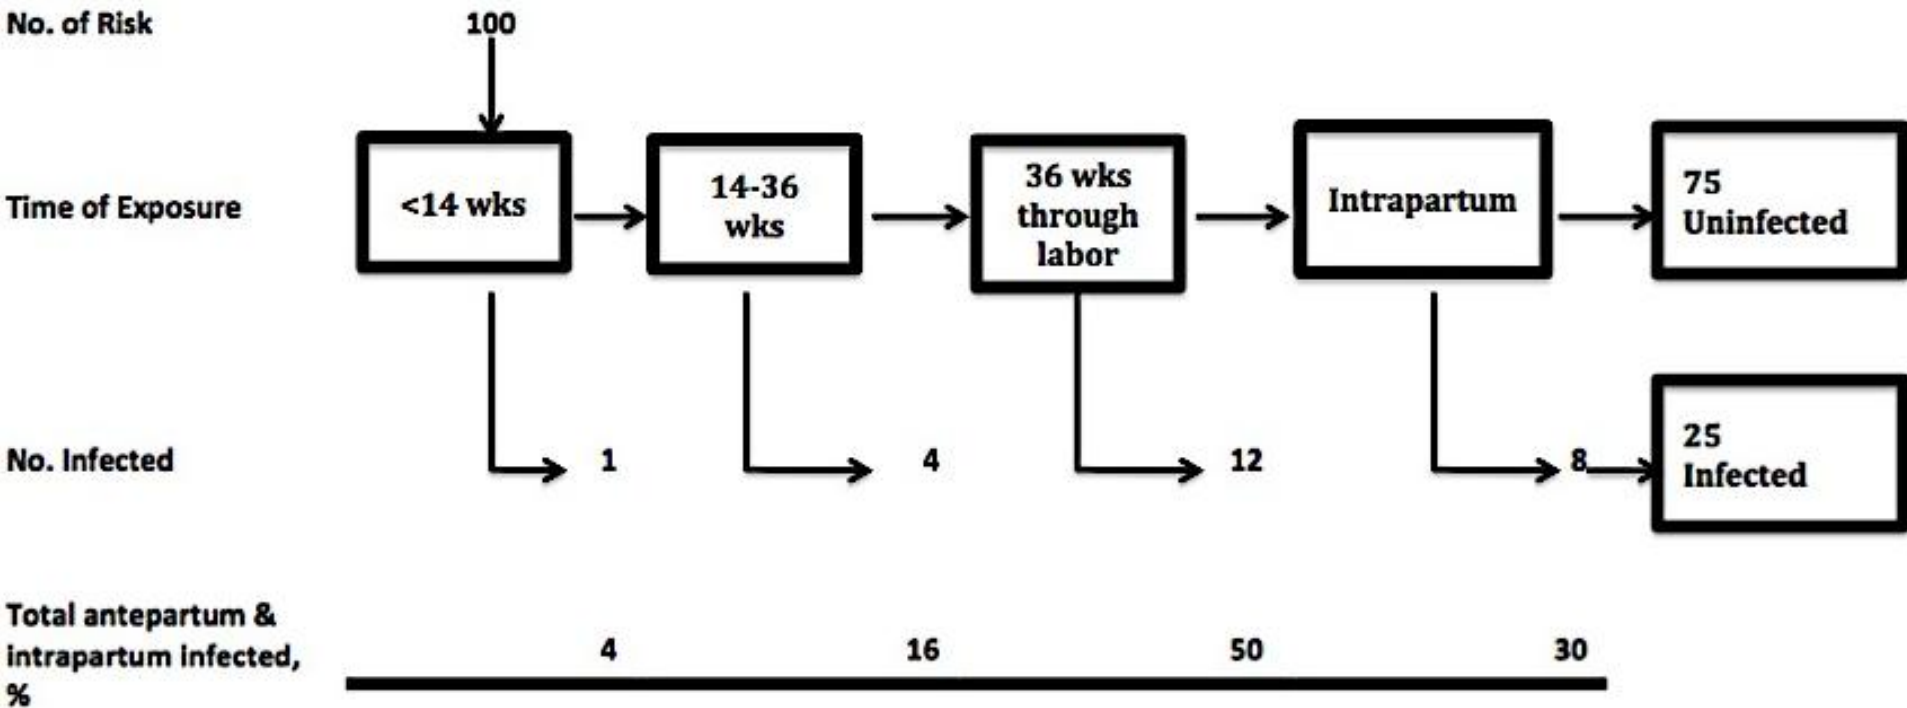 No. of Risk
100
Time of Exposure
<14 wks
14-36
wks
36 wks
through
labor
Intrapartum
75
Uninfected
No. Infected
1
4
12
8
25
Infected
Total antepartum &
intrapartum infected,
%
4
16
50
30